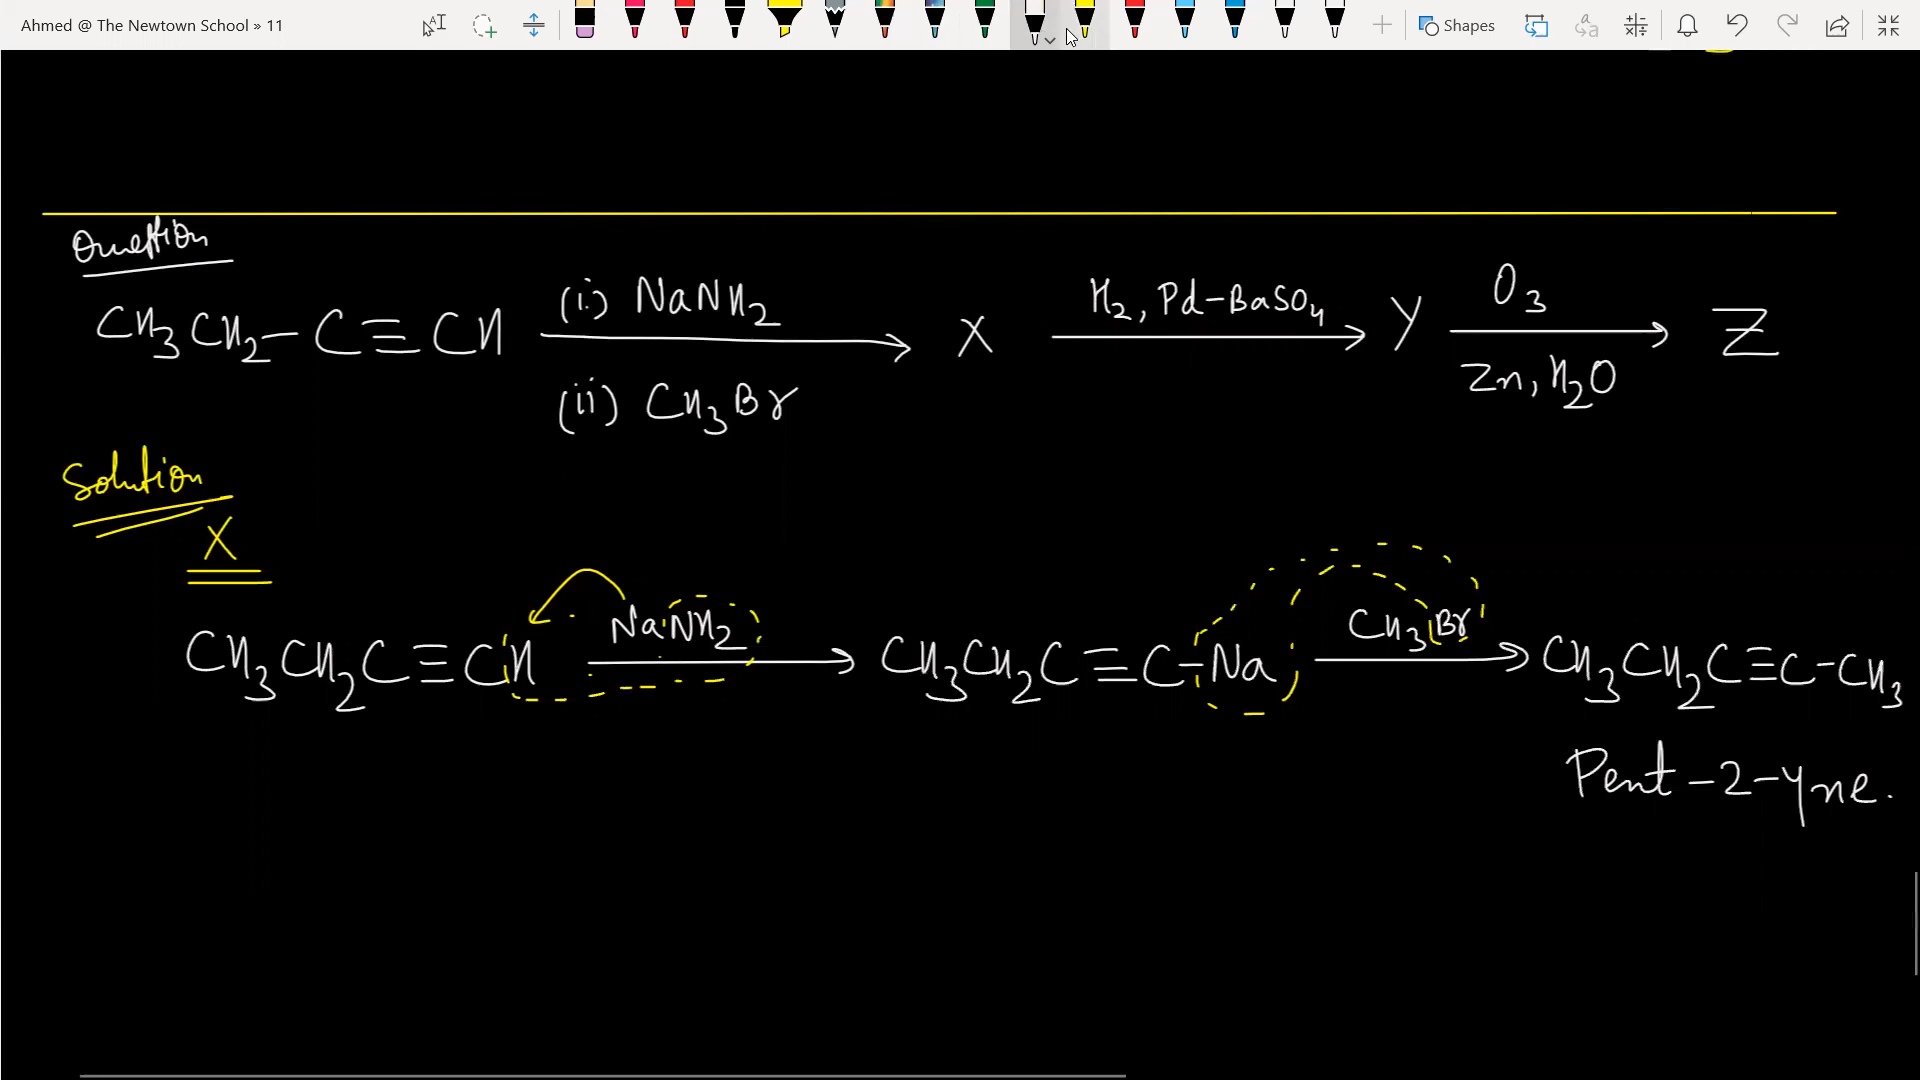 Ahmed @ The Newtown School » 11
Shapes
Question
CH3CH2-C≡CH (i.) NaNH2 (ii) CH3Br X H2, Pd-BaSO4 Y O3 Zn, H2O Z
Solution
X
CH3CH2C≡CH NaNH2 CH3CH2C≡C-Na CH3Br CH3CH2C≡C-CH3
Pent-2-yne.